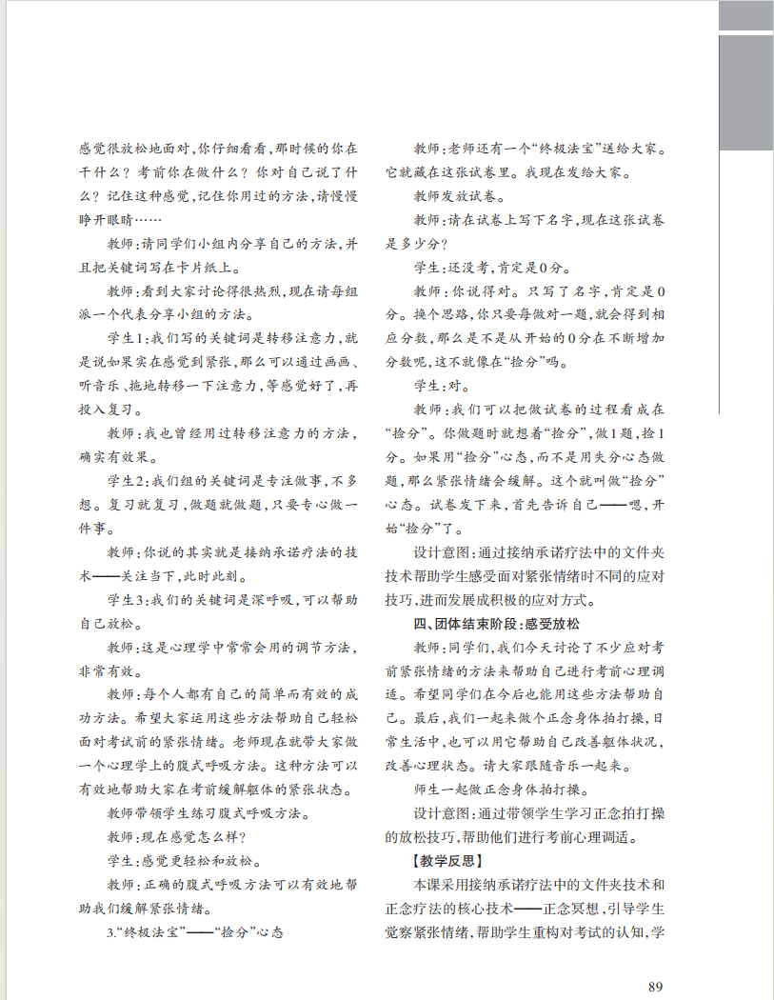 感觉很放松地面对,你仔细看看,那时候的你在
干什么? 考前你在做什么? 你对自己说了什
么? 记住这种感觉,记住你用过的方法,请慢慢
睁开眼睛……
教师:请同学们小组内分享自己的方法,并
且把关键词写在卡片纸上。
教师:看到大家讨论得很热烈,现在请每组
派一个代表分享小组的方法。
学生1:我们写的关键词是转移注意力,就
是说如果实在感觉到紧张,那么可以通过画画、
听音乐、拖地转移一下注意力,等感觉好了,再
投入复习。
教师:我也曾经用过转移注意力的方法,
确实有效果。
学生2:我们组的关键词是专注做事,不多
想。复习就复习,做题就做题,只要专心做一
件事。
教师:你说的其实就是接纳承诺疗法的技
术——关注当下,此时此刻。
学生3:我们的关键词是深呼吸,可以帮助
自己放松。
教师:这是心理学中常常会用的调节方法,
非常有效。
教师:每个人都有自己的简单而有效的成
功方法。希望大家运用这些方法帮助自己轻松
面对考试前的紧张情绪。老师现在就带大家做
一个心理学上的腹式呼吸方法。这种方法可以
有效地帮助大家在考前缓解躯体的紧张状态。
教师带领学生练习腹式呼吸方法。
教师:现在感觉怎么样?
学生:感觉更轻松和放松。
教师:正确的腹式呼吸方法可以有效地帮
助我们缓解紧张情绪。
3.“终极法宝”——“捡分”心态
教师:老师还有一个“终极法宝”送给大家。
它就藏在这张试卷里。我现在发给大家。
教师发放试卷。
教师:请在试卷上写下名字,现在这张试卷
是多少分?
学生:还没考,肯定是0分。
教师:你说得对。只写了名字,肯定是0
分。换个思路,你只要每做对一题,就会得到相
应分数,那么是不是从开始的0分在不断增加
分数呢,这不就像在“捡分”吗。
学生:对。
教师:我们可以把做试卷的过程看成在
“捡分”。你做题时就想着“捡分”,做1题,捡1
分。如果用“捡分”心态,而不是用失分心态做
题,那么紧张情绪会缓解。这个就叫做“捡分”
心态。试卷发下来,首先告诉自己——嗯,开
始“捡分”了。
设计意图:通过接纳承诺疗法中的文件夹
技术帮助学生感受面对紧张情绪时不同的应对
技巧,进而发展成积极的应对方式。
四、团体结束阶段:感受放松
教师:同学们,我们今天讨论了不少应对考
前紧张情绪的方法来帮助自己进行考前心理调
适。希望同学们在今后也能用这些方法帮助自
己。最后,我们一起来做个正念身体拍打操,日
常生活中,也可以用它帮助自己改善躯体状况,
改善心理状态。请大家跟随音乐一起来。
师生一起做正念身体拍打操。
设计意图:通过带领学生学习正念拍打操
的放松技巧,帮助他们进行考前心理调适。
【教学反思】
本课采用接纳承诺疗法中的文件夹技术和
正念疗法的核心技术——正念冥想,引导学生
觉察紧张情绪,帮助学生重构对考试的认知,学
89